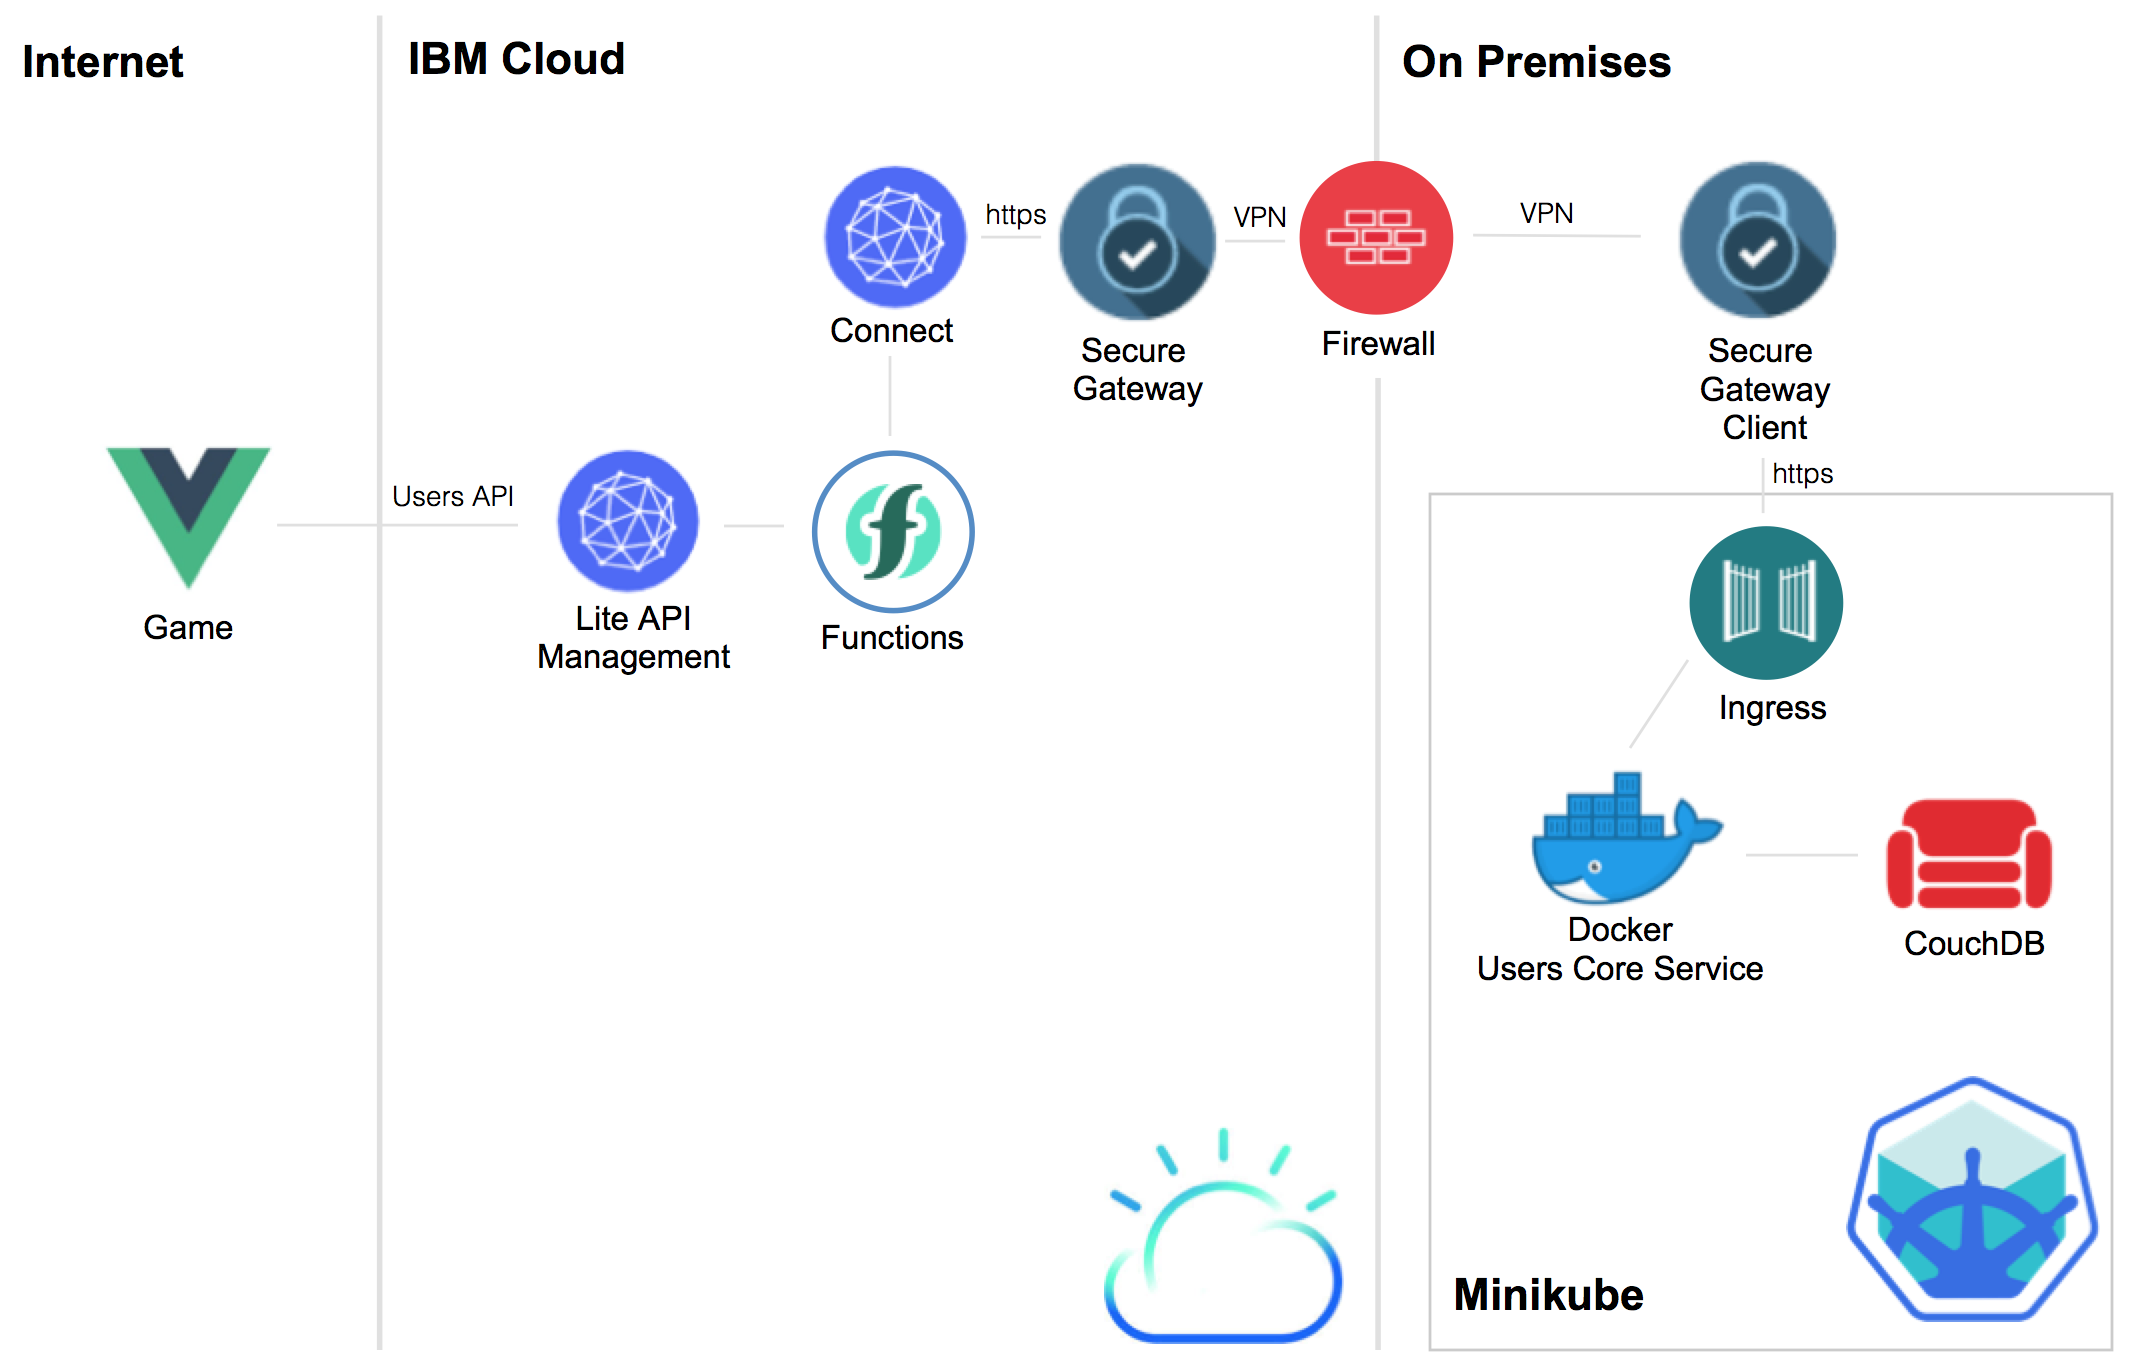 Internet
IBM Cloud
On Premises
https
VPN
VPN
Connect
Secure
Gateway
Firewall
Secure
Gateway
Client
https
Users API
Game
Lite API
Management
Functions
Ingress
Docker
Users Core Service
CouchDB
Minikube